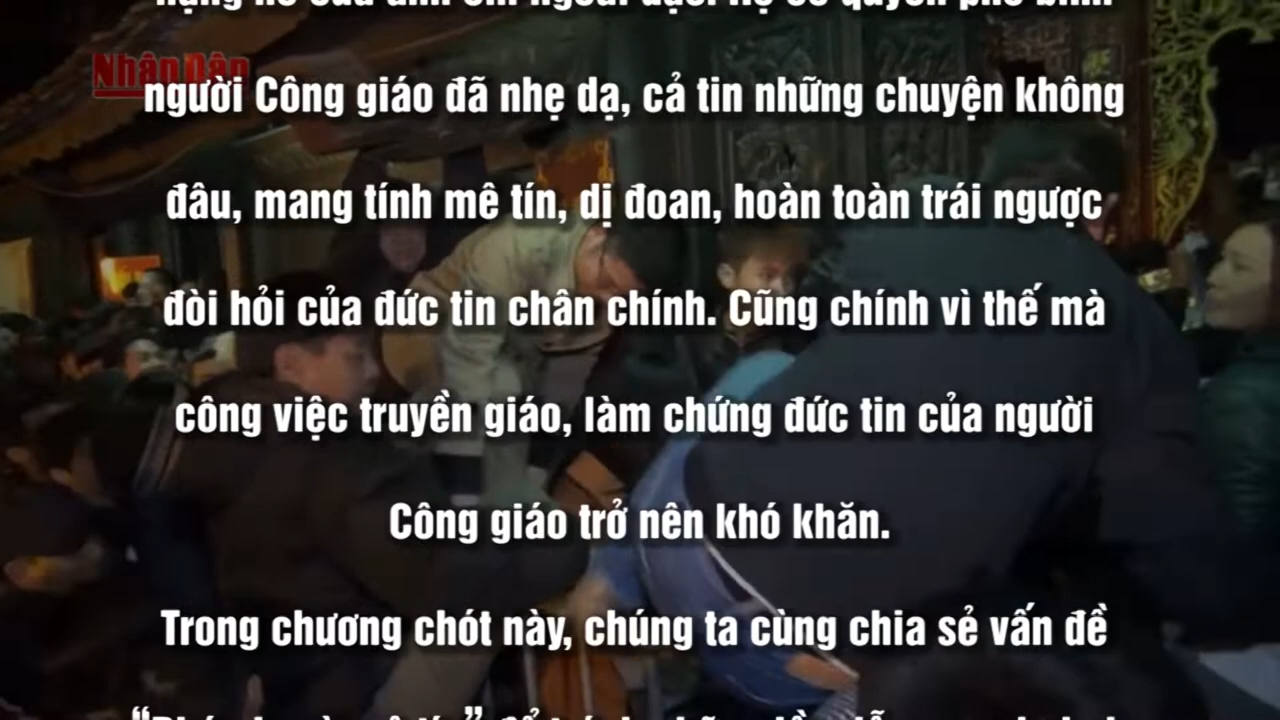 Nhân Dân
người Công giáo đã nhẹ dạ, cả tin những chuyện không
đâu, mang tính mê tín, dị đoan, hoàn toàn trái ngược
đòi hỏi của đức tin chân chính. Cũng chính vì thế mà
công việc truyền giáo, làm chứng đức tin của người
Công giáo trở nên khó khăn.
Trong chương chót này, chúng ta cùng chia sẻ vấn đề